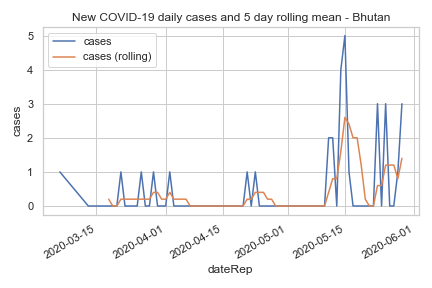 New COVID-19 daily cases and 5 day rolling mean - Bhutan
cases
cases (rolling)
5
4
3
2
1
0
cases
2020-03-15
2020-04-01
2020-04-15
2020-05-01
2020-05-15
2020-06-01
dateRep